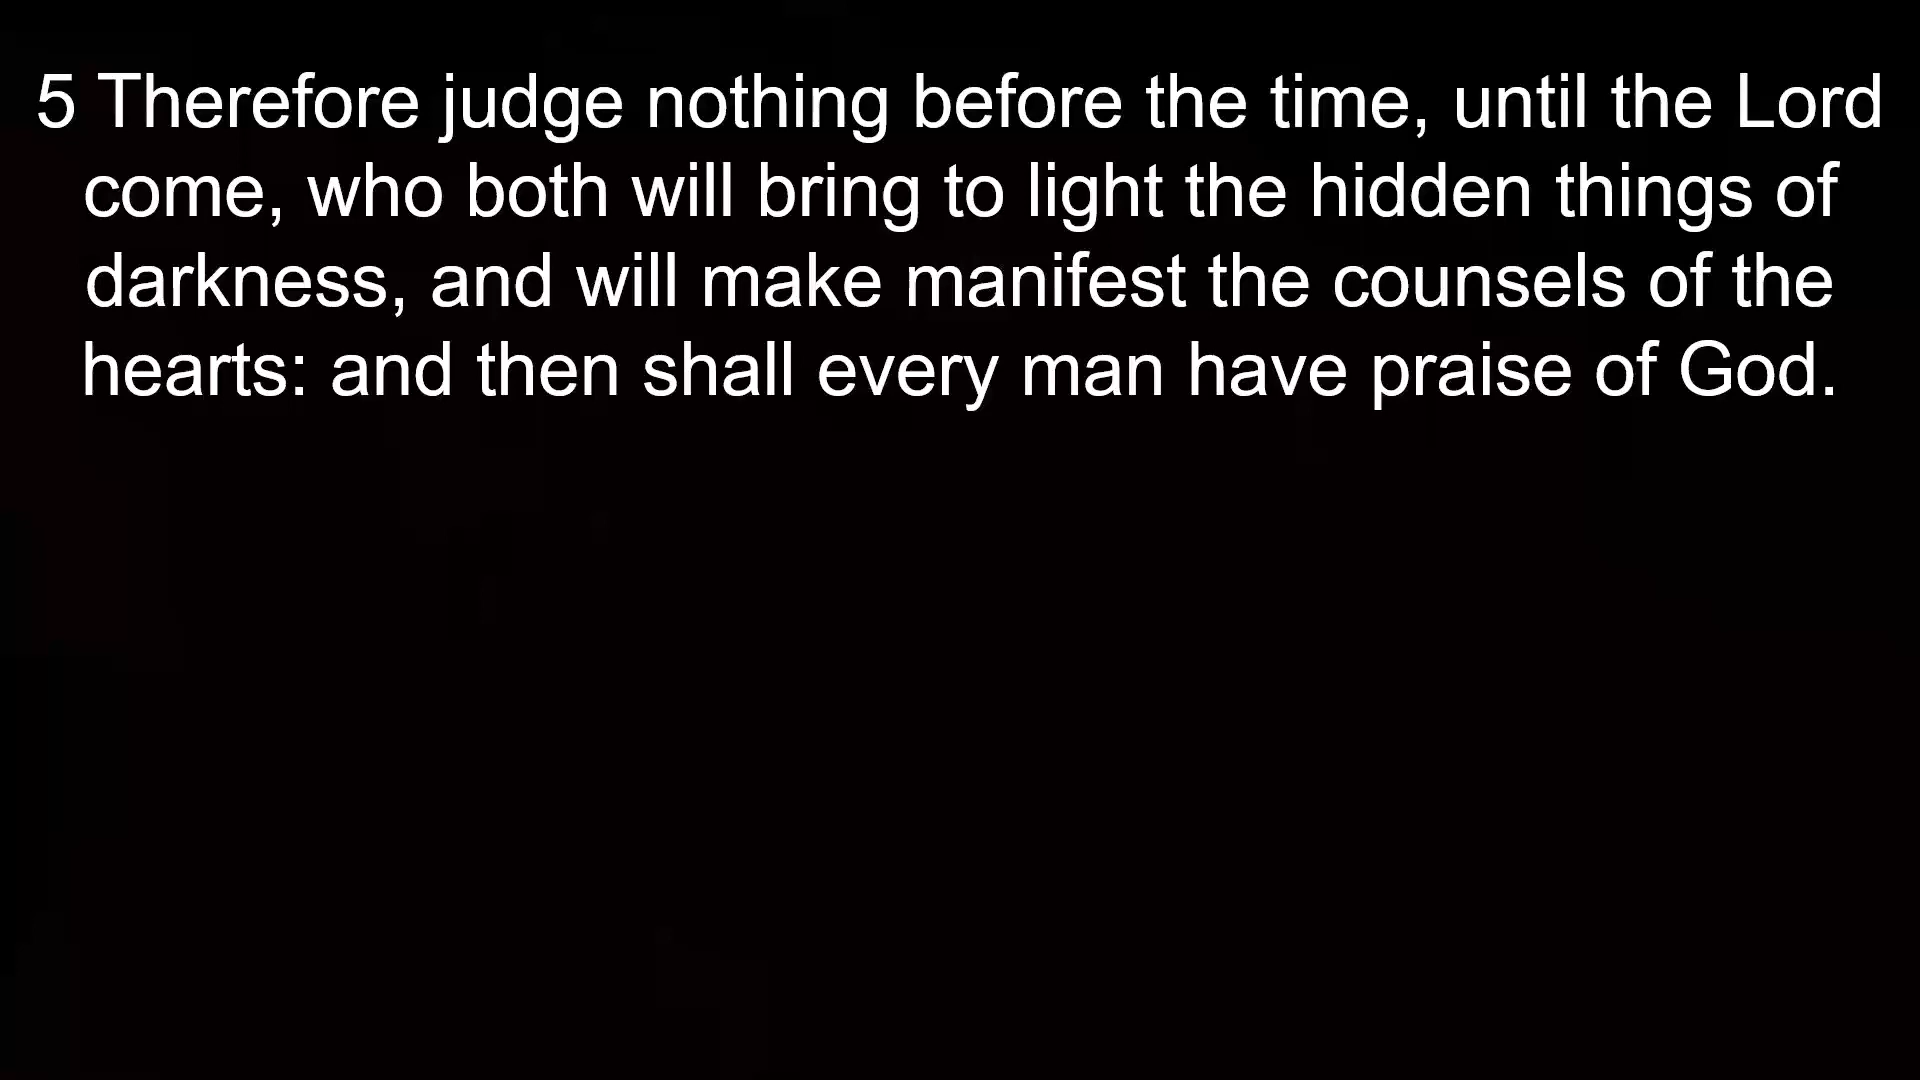 5 Therefore judge nothing before the time, until the Lord
come, who both will bring to light the hidden things of
darkness, and will make manifest the counsels of the
hearts: and then shall every man have praise of God.